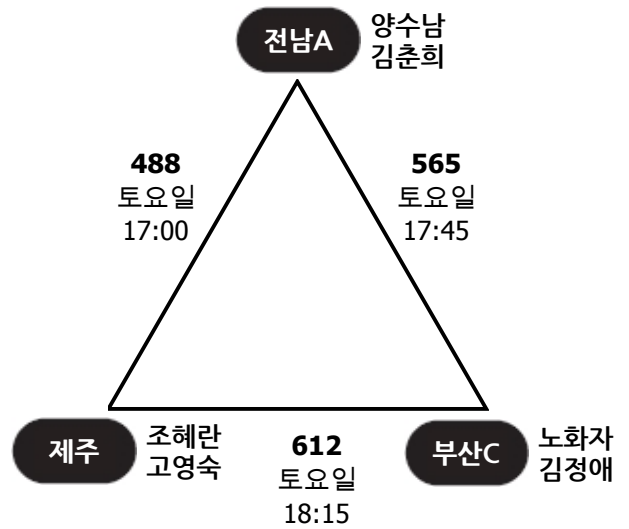 전남A
양수남
김춘희
488
토요일
17:00
565
토요일
17:45
제주
조혜란
고영숙
612
토요일
18:15
부산C
노화자
김정애